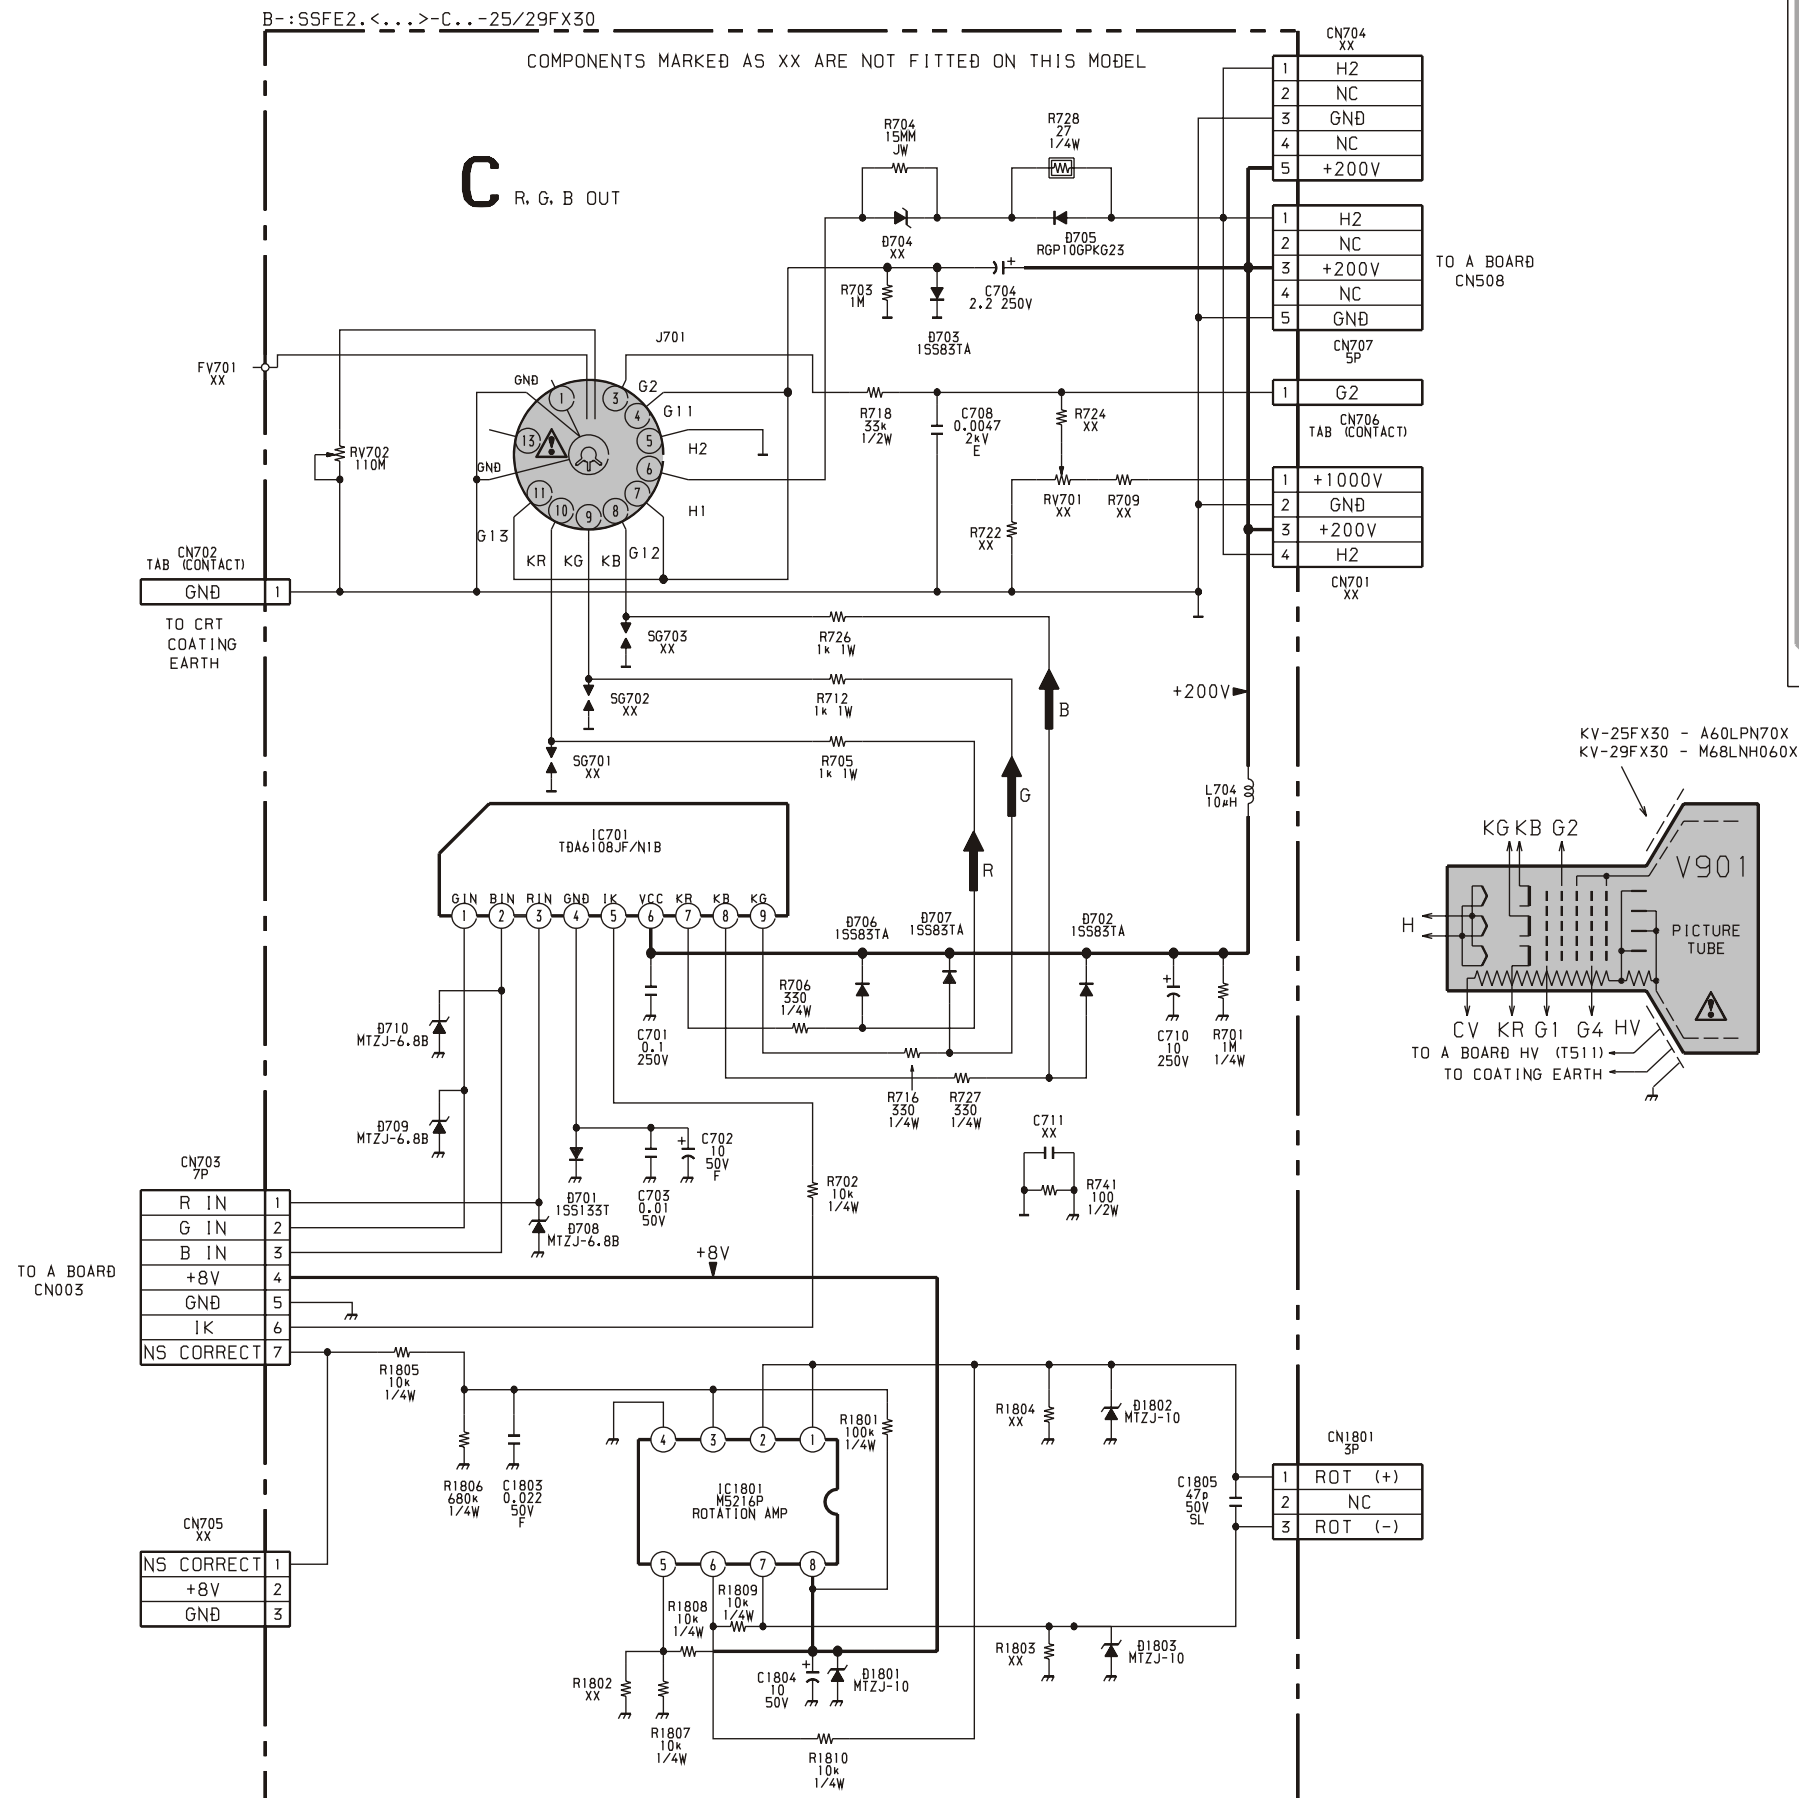 B-:SSFE2.<...>-C..-25/29FX30
COMPONENTS MARKED AS XX ARE NOT FITTED ON THIS MODEL
C R, G, B OUT
CN704
XX
1 H2
2 NC
3 GND
4 NC
5 +200V
R704
15MM
JW
R728
27
1/4W
D704
XX
D705
RGP10GPKG23
1 H2
2 NC
3 +200V
4 NC
5 GND
CN707
5P
TO A BOARD
CN508
R703
1M
D703
1SS83TA
C704
2.2 250V
+
J701
FV701
XX
RV702
110M
GND
GND
1
3
4
5
6
7
8
9
10
11
13
G2
G11
H2
H1
G12
G13
KR
KG
KB
R718
33k
1/2W
C708
0.0047
2kV
E
R724
XX
RV701
XX
R709
XX
R722
XX
1 G2
CN706
TAB (CONTACT)
1 +1000V
2 GND
3 +200V
4 H2
CN701
XX
CN702
TAB (CONTACT)
GND 1
TO CRT
COATING
EARTH
SG703
XX
R726
1k 1W
SG702
XX
R712
1k 1W
SG701
XX
R705
1k 1W
B
G
R
+200V
L704
10µH
IC701
TDA6108JF/N1B
GIN BIN RIN GND IK VCC KR KB KG
1 2 3 4 5 6 7 8 9
D706
1SS83TA
D707
1SS83TA
D702
1SS83TA
R706
330
1/4W
C701
0.1
250V
+
C710
10
250V
R701
1M
1/4W
R716
330
1/4W
R727
330
1/4W
D710
MTZJ-6.8B
D709
MTZJ-6.8B
D701
1SS133T
D708
MTZJ-6.8B
C703
0.01
50V
+
C702
10
50V
F
R702
10k
1/4W
C711
XX
R741
100
1/2W
CN703
7P
R IN 1
G IN 2
B IN 3
+8V 4
GND 5
IK 6
NS CORRECT 7
TO A BOARD
CN003
+8V
R1805
10k
1/4W
R1806
680k
1/4W
C1803
0.022
50V
F
R1801
100k
1/4W
4 3 2 1
IC1801
M5216P
ROTATION AMP
5 6 7 8
R1804
XX
D1802
MTZJ-10
C1805
47p
50V
SL
CN1801
3P
1 ROT (+)
2 NC
3 ROT (-)
CN705
XX
NS CORRECT 1
+8V 2
GND 3
R1808
10k
1/4W
R1809
10k
1/4W
R1802
XX
R1807
10k
1/4W
+
C1804
10
50V
D1801
MTZJ-10
R1803
XX
D1803
MTZJ-10
R1810
10k
1/4W
KV-25FX30 - A60LPN70X
KV-29FX30 - M68LNH060X
KG KB G2
V901
H
PICTURE
TUBE
CV KR G1 G4 HV
TO A BOARD HV (T511)
TO COATING EARTH